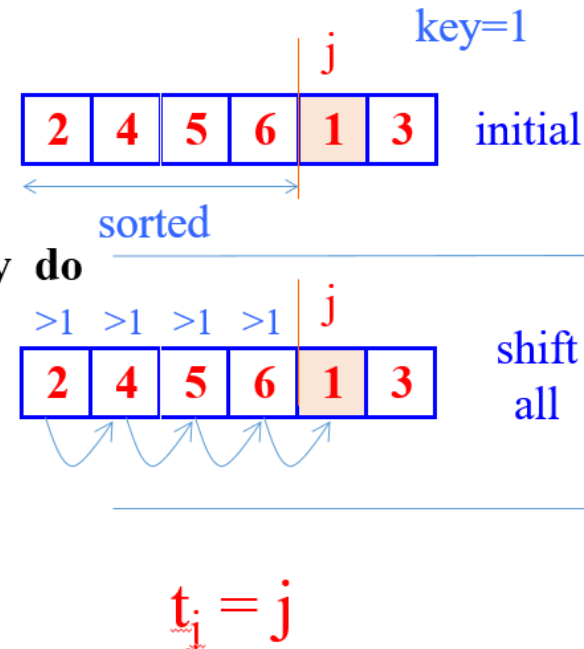 key=1
j
2 4 5 6 1 3 initial
sorted
y do
>1 >1 >1 >1 j
2 4 5 6 1 3 shift all
tj = j